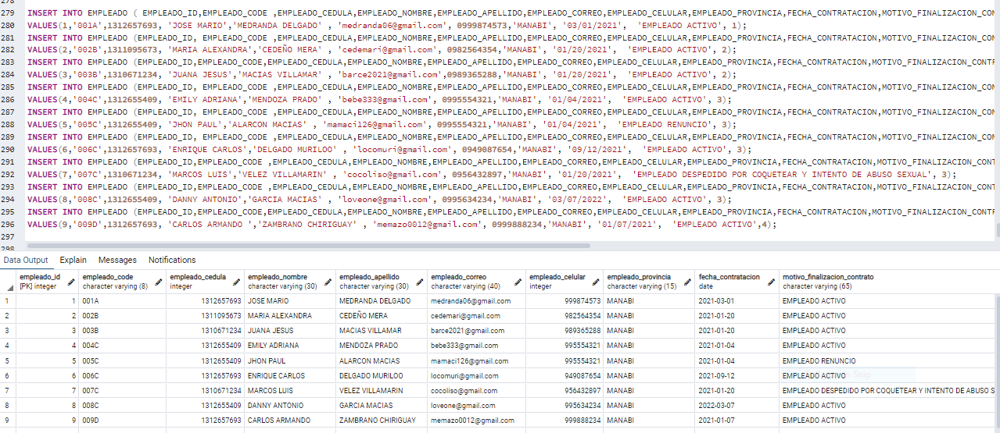 278
279 INSERT INTO EMPLEADO ( EMPLEADO_ID,EMPLEADO_CODE ,EMPLEADO_CEDULA,EMPLEADO_NOMBRE,EMPLEADO_APELLIDO,EMPLEADO_CORREO,EMPLEADO_CELULAR,EMPLEADO_PROVINCIA,FECHA_CONTRATACION,MOTIVO_FINALIZACION_CON
280 VALUES(1,'001A',1312657693, 'JOSE MARIO','MEDRANDA DELGADO' , 'medranda06@gmail.com', 0999874573,'MANABI', '03/01/2021',  'EMPLEADO ACTIVO', 1);
281 INSERT INTO EMPLEADO (EMPLEADO_ID, EMPLEADO_CODE ,EMPLEADO_CEDULA,EMPLEADO_NOMBRE,EMPLEADO_APELLIDO,EMPLEADO_CORREO,EMPLEADO_CELULAR,EMPLEADO_PROVINCIA,FECHA_CONTRATACION,MOTIVO_FINALIZACION_CON
282 VALUES(2,'002B',1311095673, 'MARIA ALEXANDRA','CEDEÑO MERA' , 'cedemari@gmail.com', 0982564354,'MANABI', '01/20/2021',  'EMPLEADO ACTIVO', 2);
283 INSERT INTO EMPLEADO (EMPLEADO_ID,EMPLEADO_CODE,EMPLEADO_CEDULA,EMPLEADO_NOMBRE,EMPLEADO_APELLIDO,EMPLEADO_CORREO,EMPLEADO_CELULAR,EMPLEADO_PROVINCIA,FECHA_CONTRATACION,MOTIVO_FINALIZACION_CONTR
284 VALUES(3,'003B',1310671234, 'JUANA JESUS','MACIAS VILLAMAR' , 'barce2021@gmail.com',0989365288,'MANABI', '01/20/2021',  'EMPLEADO ACTIVO', 2);
285 INSERT INTO EMPLEADO (EMPLEADO_ID, EMPLEADO_CODE ,EMPLEADO_CEDULA,EMPLEADO_NOMBRE,EMPLEADO_APELLIDO,EMPLEADO_CORREO,EMPLEADO_CELULAR,EMPLEADO_PROVINCIA,FECHA_CONTRATACION,MOTIVO_FINALIZACION_CON
286 VALUES(4,'004C',1312655409, 'EMILY ADRIANA','MENDOZA PRADO' , 'bebe333@gmail.com', 0995554321,'MANABI', '01/04/2021',  'EMPLEADO ACTIVO', 3);
287 INSERT INTO EMPLEADO (EMPLEADO_ID, EMPLEADO_CODE ,EMPLEADO_CEDULA,EMPLEADO_NOMBRE,EMPLEADO_APELLIDO,EMPLEADO_CORREO,EMPLEADO_CELULAR,EMPLEADO_PROVINCIA,FECHA_CONTRATACION,MOTIVO_FINALIZACION_CON
288 VALUES(5,'005C',1312655409, 'JHON PAUL','ALARCON MACIAS' , 'mamaci126@gmail.com', 0995554321,'MANABI', '01/04/2021',  'EMPLEADO RENUNCIO', 3);
289 INSERT INTO EMPLEADO (EMPLEADO_ID, EMPLEADO_CODE ,EMPLEADO_CEDULA,EMPLEADO_NOMBRE,EMPLEADO_APELLIDO,EMPLEADO_CORREO,EMPLEADO_CELULAR,EMPLEADO_PROVINCIA,FECHA_CONTRATACION,MOTIVO_FINALIZACION_CON
290 VALUES(6,'006C',1312657693, 'ENRIQUE CARLOS','DELGADO MURILOO' , 'locomuri@gmail.com', 0949087654,'MANABI', '09/12/2021',  'EMPLEADO ACTIVO', 3);
291 INSERT INTO EMPLEADO (EMPLEADO_ID,EMPLEADO_CODE ,EMPLEADO_CEDULA,EMPLEADO_NOMBRE,EMPLEADO_APELLIDO,EMPLEADO_CORREO,EMPLEADO_CELULAR,EMPLEADO_PROVINCIA,FECHA_CONTRATACION,MOTIVO_FINALIZACION_CONT
292 VALUES(7,'007C',1310671234, 'MARCOS LUIS','VELEZ VILLAMARIN' , 'cocoliso@gmail.com', 0956432897,'MANABI', '01/20/2021',  'EMPLEADO DESPEDIDO POR COQUETEAR Y INTENTO DE ABUSO SEXUAL', 3);
293 INSERT INTO EMPLEADO (EMPLEADO_ID,EMPLEADO_CODE ,EMPLEADO_CEDULA,EMPLEADO_NOMBRE,EMPLEADO_APELLIDO,EMPLEADO_CORREO,EMPLEADO_CELULAR,EMPLEADO_PROVINCIA,FECHA_CONTRATACION,MOTIVO_FINALIZACION_CONT
294 VALUES(8,'008C',1312655409, 'DANNY ANTONIO','GARCIA MACIAS' , 'loveone@gmail.com', 0995634234,'MANABI', '03/07/2022',  'EMPLEADO ACTIVO', 3);
295 INSERT INTO EMPLEADO (EMPLEADO_ID,EMPLEADO_CODE,EMPLEADO_CEDULA,EMPLEADO_NOMBRE,EMPLEADO_APELLIDO,EMPLEADO_CORREO,EMPLEADO_CELULAR,EMPLEADO_PROVINCIA,FECHA_CONTRATACION,MOTIVO_FINALIZACION_CONTR
296 VALUES(9,'009D',1312657693, 'CARLOS ARMANDO ','ZAMBRANO CHIRIGUAY' , 'memazo0012@gmail.com', 0999888234,'MANABI', '01/07/2021',  'EMPLEADO ACTIVO',4);
297
298
Data Output Explain Messages Notifications
empleado_id empleado_code empleado_cedula empleado_nombre empleado_apellido empleado_correo empleado_celular empleado_provincia fecha_contratacion motivo_finalizacion_contrato
[PK] integer character varying (8) integer character varying (30) character varying (30) character varying (40) integer character varying (15) date character varying (65)
1 1 001A 1312657693 JOSE MARIO MEDRANDA DELGADO medranda06@gmail.com 999874573 MANABI 2021-03-01 EMPLEADO ACTIVO
2 2 002B 1311095673 MARIA ALEXANDRA CEDEÑO MERA cedemari@gmail.com 982564354 MANABI 2021-01-20 EMPLEADO ACTIVO
3 3 003B 1310671234 JUANA JESUS MACIAS VILLAMAR barce2021@gmail.com 989365288 MANABI 2021-01-20 EMPLEADO ACTIVO
4 4 004C 1312655409 EMILY ADRIANA MENDOZA PRADO bebe333@gmail.com 995554321 MANABI 2021-01-04 EMPLEADO ACTIVO
5 5 005C 1312655409 JHON PAUL ALARCON MACIAS mamaci126@gmail.com 995554321 MANABI 2021-01-04 EMPLEADO RENUNCIO
6 6 006C 1312657693 ENRIQUE CARLOS DELGADO MURILOO locomuri@gmail.com 949087654 MANABI 2021-09-12 EMPLEADO ACTIVO
7 7 007C 1310671234 MARCOS LUIS VELEZ VILLAMARIN cocoliso@gmail.com 956432897 MANABI 2021-01-20 EMPLEADO DESPEDIDO POR COQUETEAR Y INTENTO DE ABUSO S
8 8 008C 1312655409 DANNY ANTONIO GARCIA MACIAS loveone@gmail.com 995634234 MANABI 2022-03-07 EMPLEADO ACTIVO
9 9 009D 1312657693 CARLOS ARMANDO ZAMBRANO CHIRIGUAY memazo0012@gmail.com 999888234 MANABI 2021-01-07 EMPLEADO ACTIVO